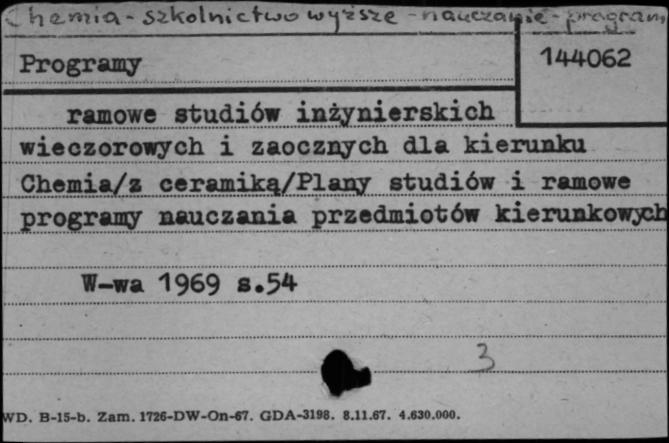 Chemia - szkolnictwo wyższe - nauczanie - program
Programy
144062
ramowe studiów inżynierskich
wieczorowych i zaocznych dla kierunku
Chemia/z ceramiką/Plany studiów i ramowe
programy nauczania przedmiotów kierunkowych
W-wa 1969 s.54
3
WD. B-15-b. Zam. 1726-DW-On-67. GDA-3198. 8.11.67. 4.630.000.